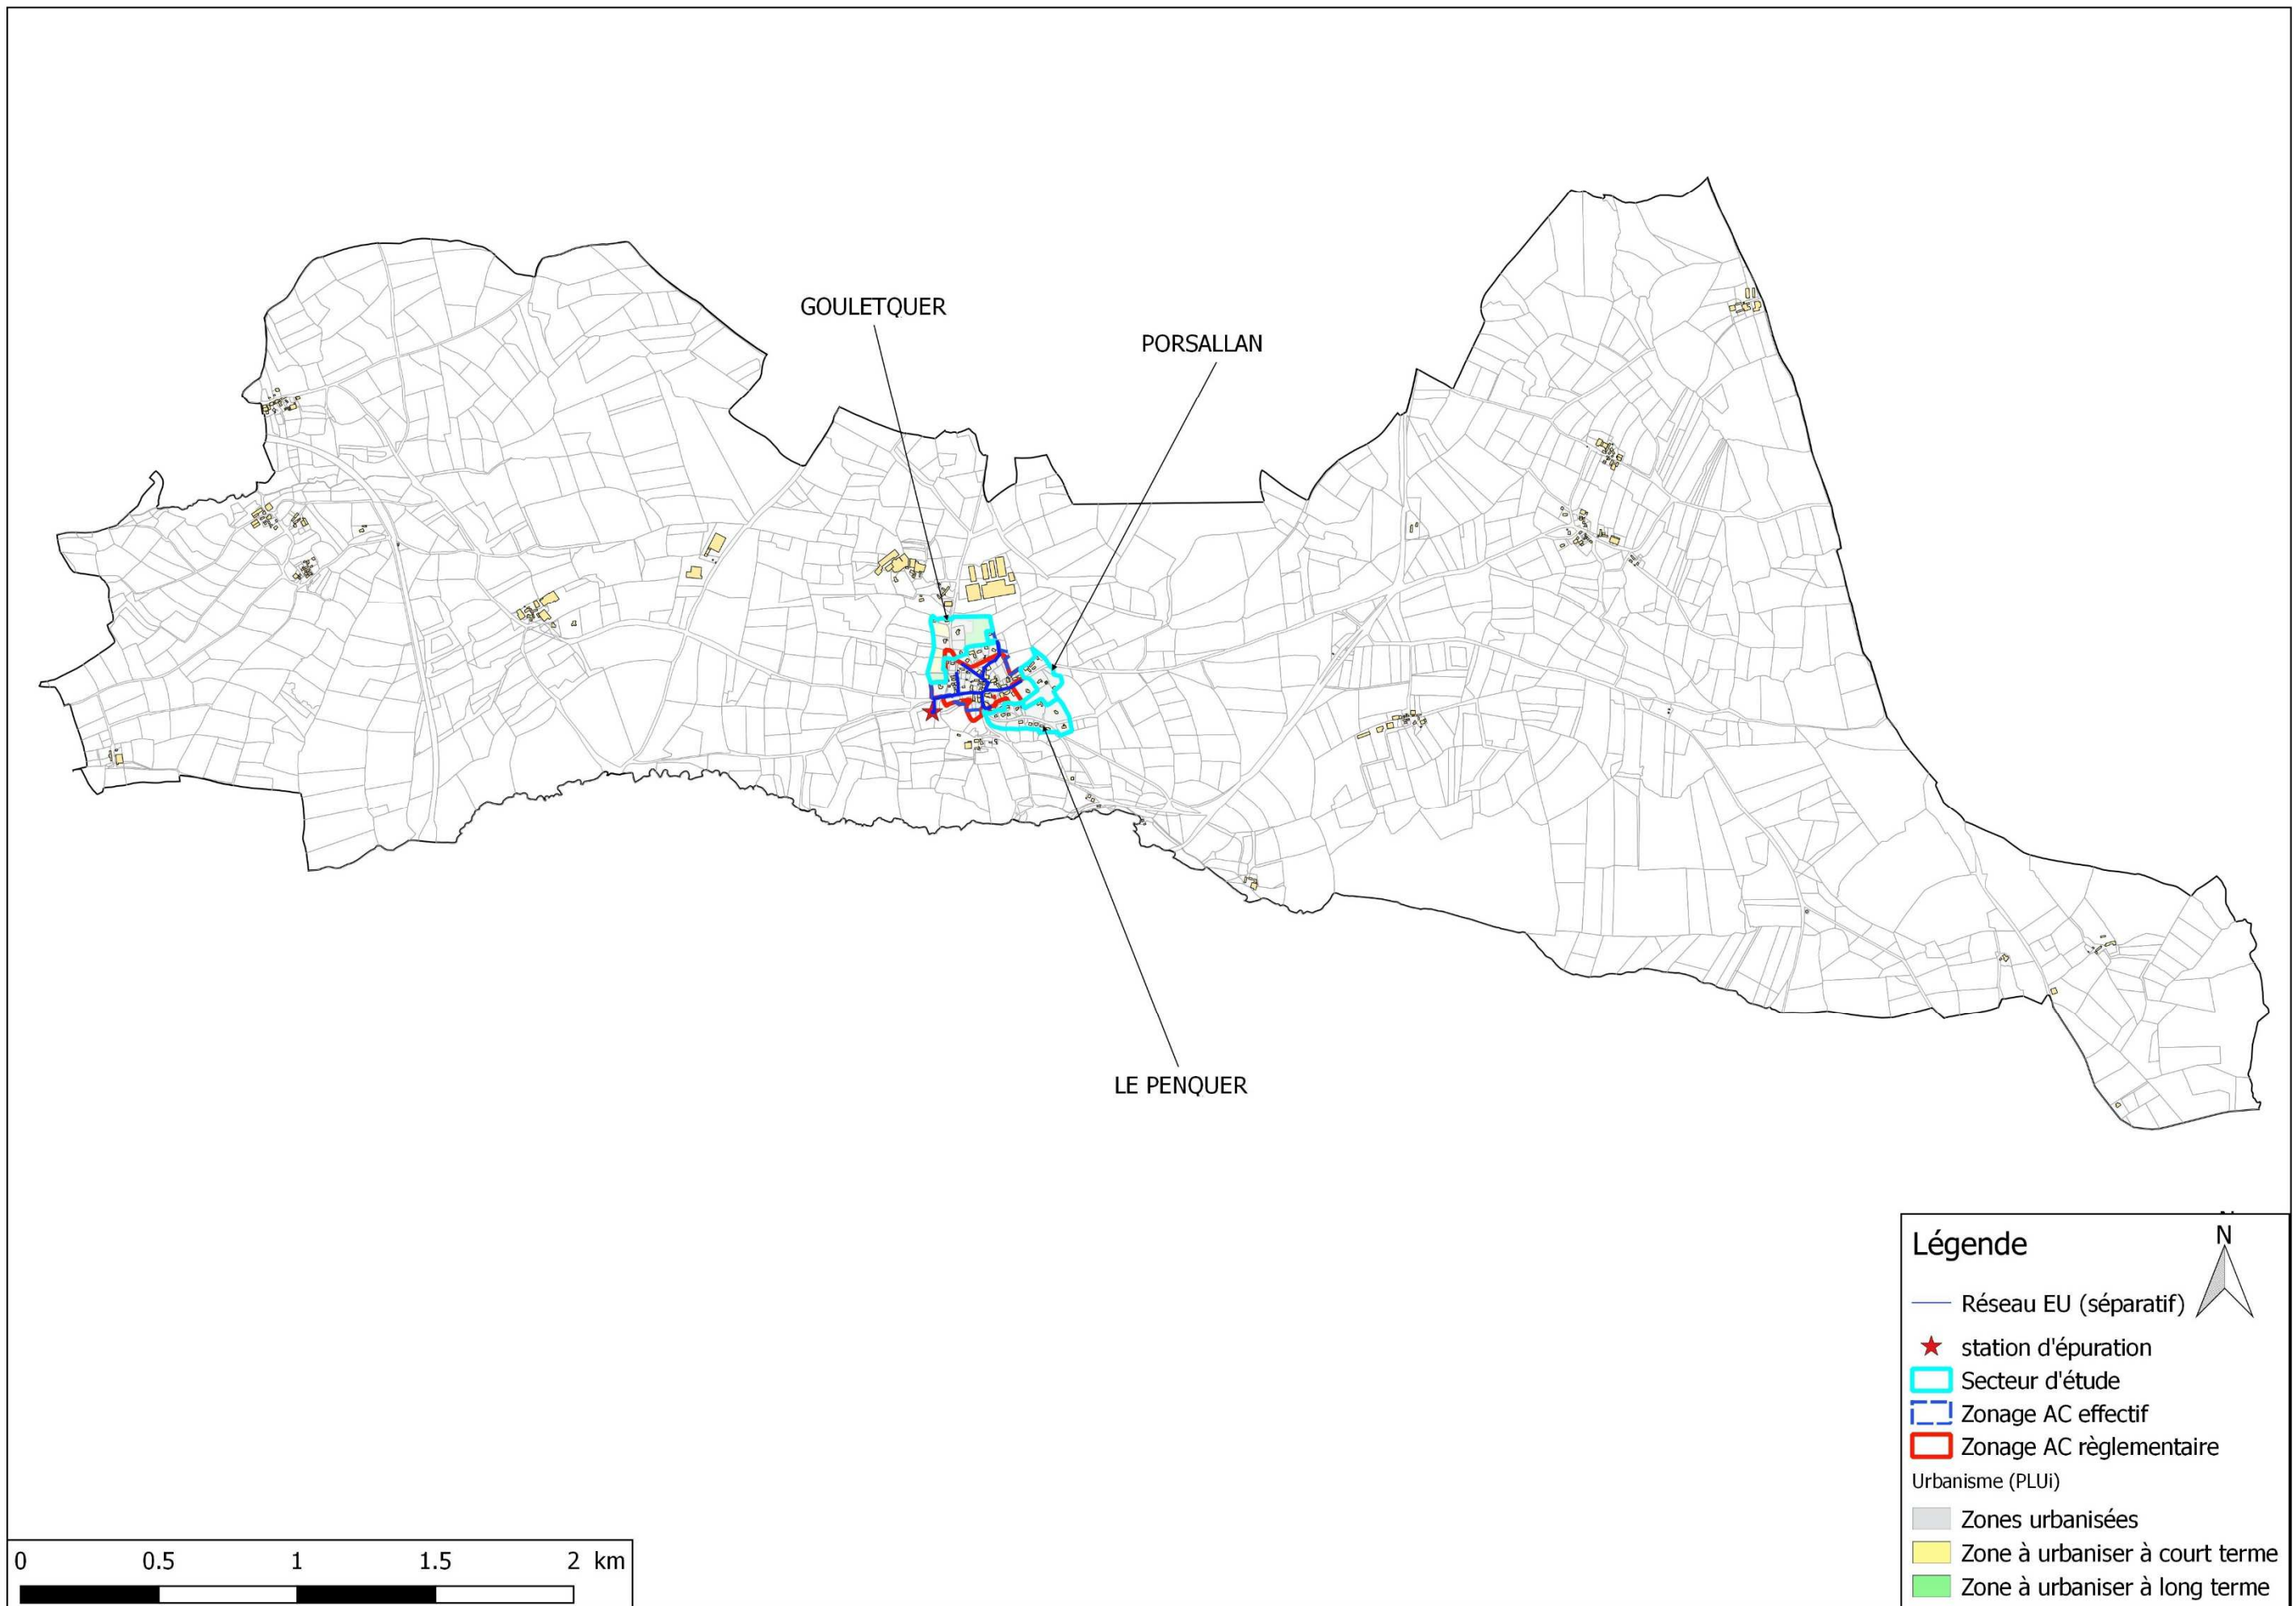 GOULETQUER
PORSALLAN
LE PENQUER
Légende
N
Réseau EU (séparatif)
station d'épuration
Secteur d'étude
Zonage AC effectif
Zonage AC règlementaire
Urbanisme (PLUi)
Zones urbanisées
Zone à urbaniser à court terme
Zone à urbaniser à long terme
0 0.5 1 1.5 2 km